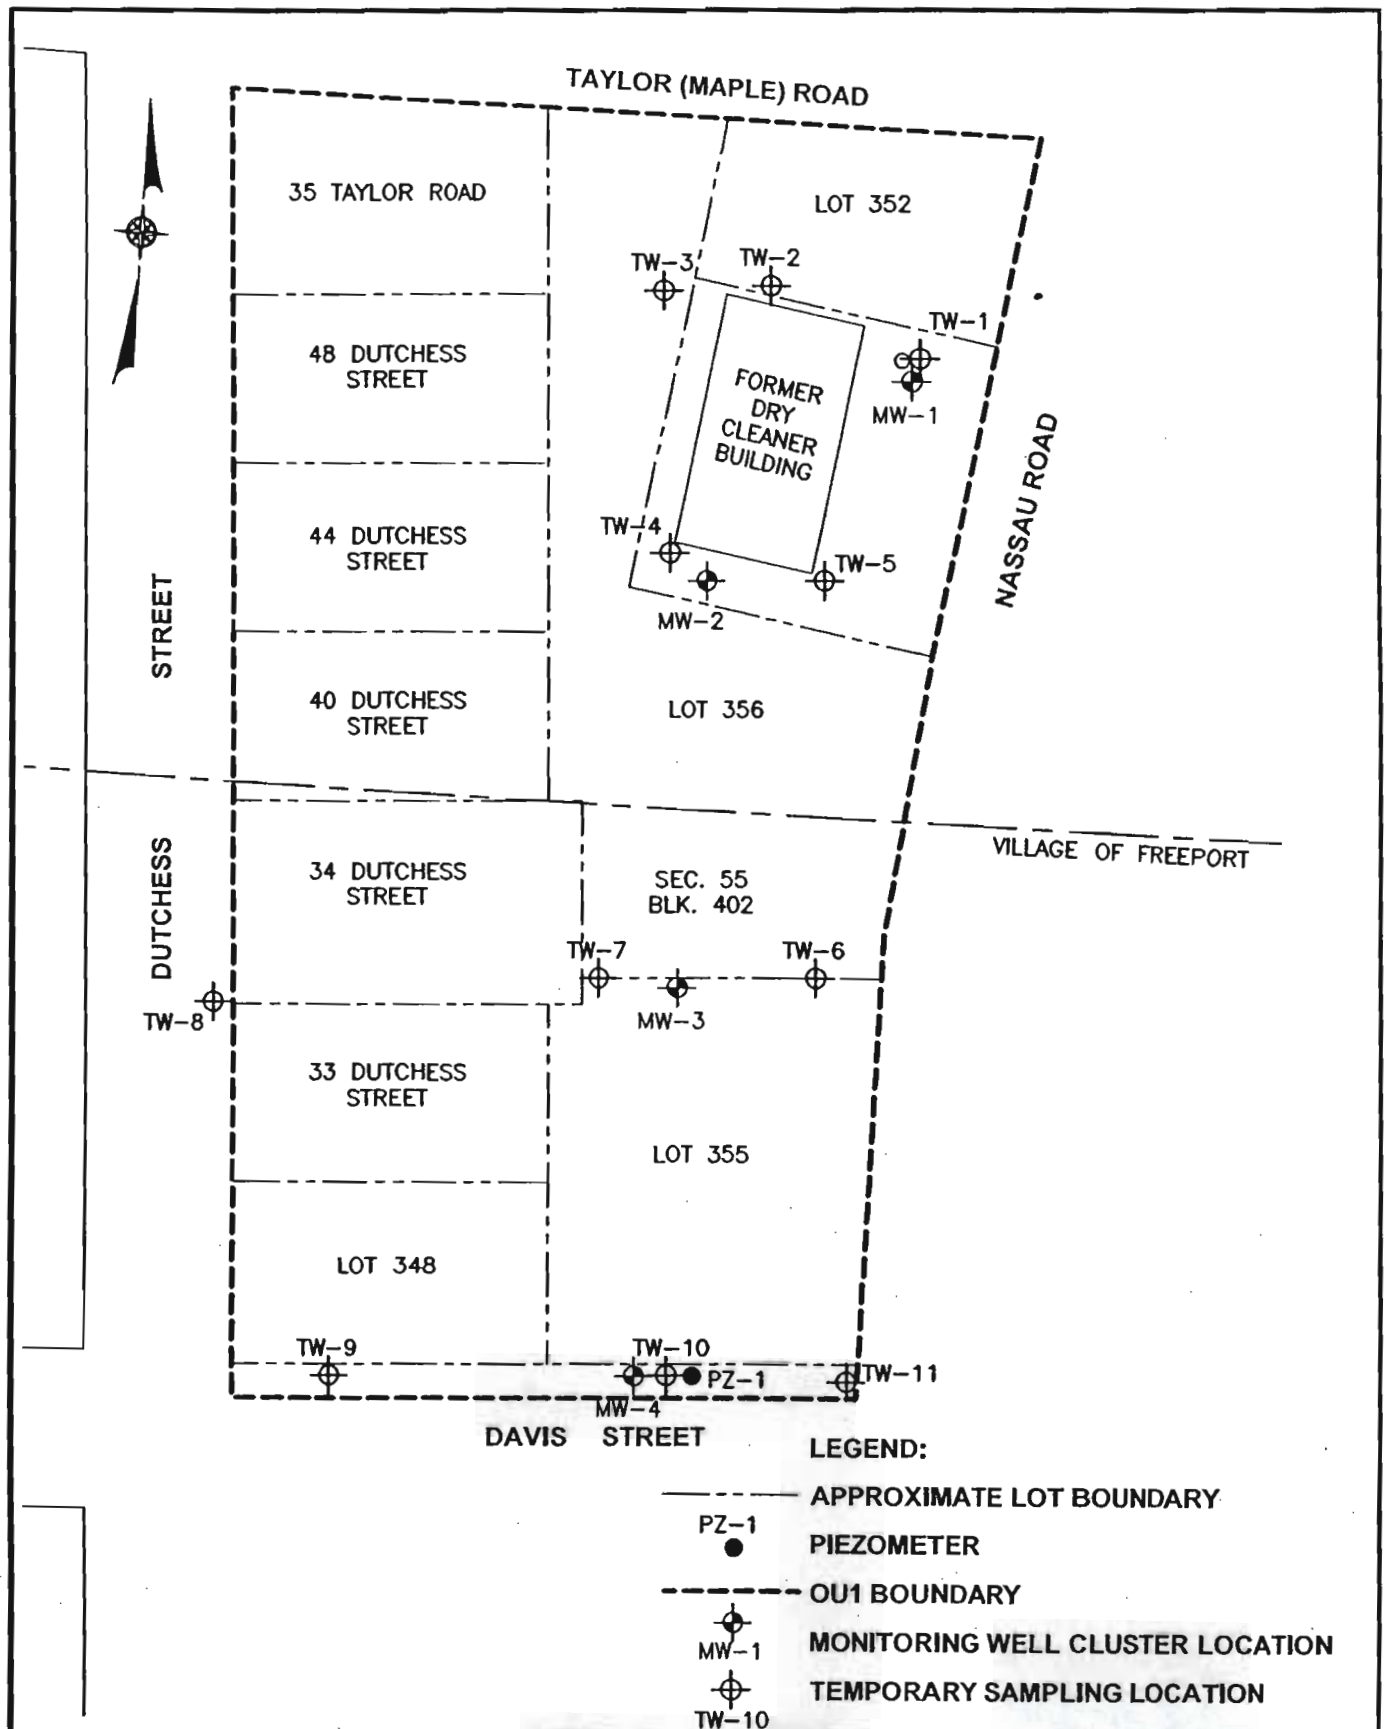 TAYLOR (MAPLE) ROAD
35 TAYLOR ROAD
LOT 352
TW-3
TW-2
TW-1
48 DUTCHESS
STREET
FORMER
DRY
CLEANER
BUILDING
MW-1
NASSAU ROAD
44 DUTCHESS
STREET
TW-4
TW-5
MW-2
STREET
40 DUTCHESS
STREET
LOT 356
VILLAGE OF FREEPORT
DUTCHESS
34 DUTCHESS
STREET
SEC. 55
BLK. 402
TW-7
TW-6
TW-8
MW-3
33 DUTCHESS
STREET
LOT 355
LOT 348
TW-9
TW-10
PZ-1
TW-11
MW-4
DAVIS STREET
LEGEND:
APPROXIMATE LOT BOUNDARY
PZ-1
PIEZOMETER
OU1 BOUNDARY
MW-1
MONITORING WELL CLUSTER LOCATION
TEMPORARY SAMPLING LOCATION
TW-10